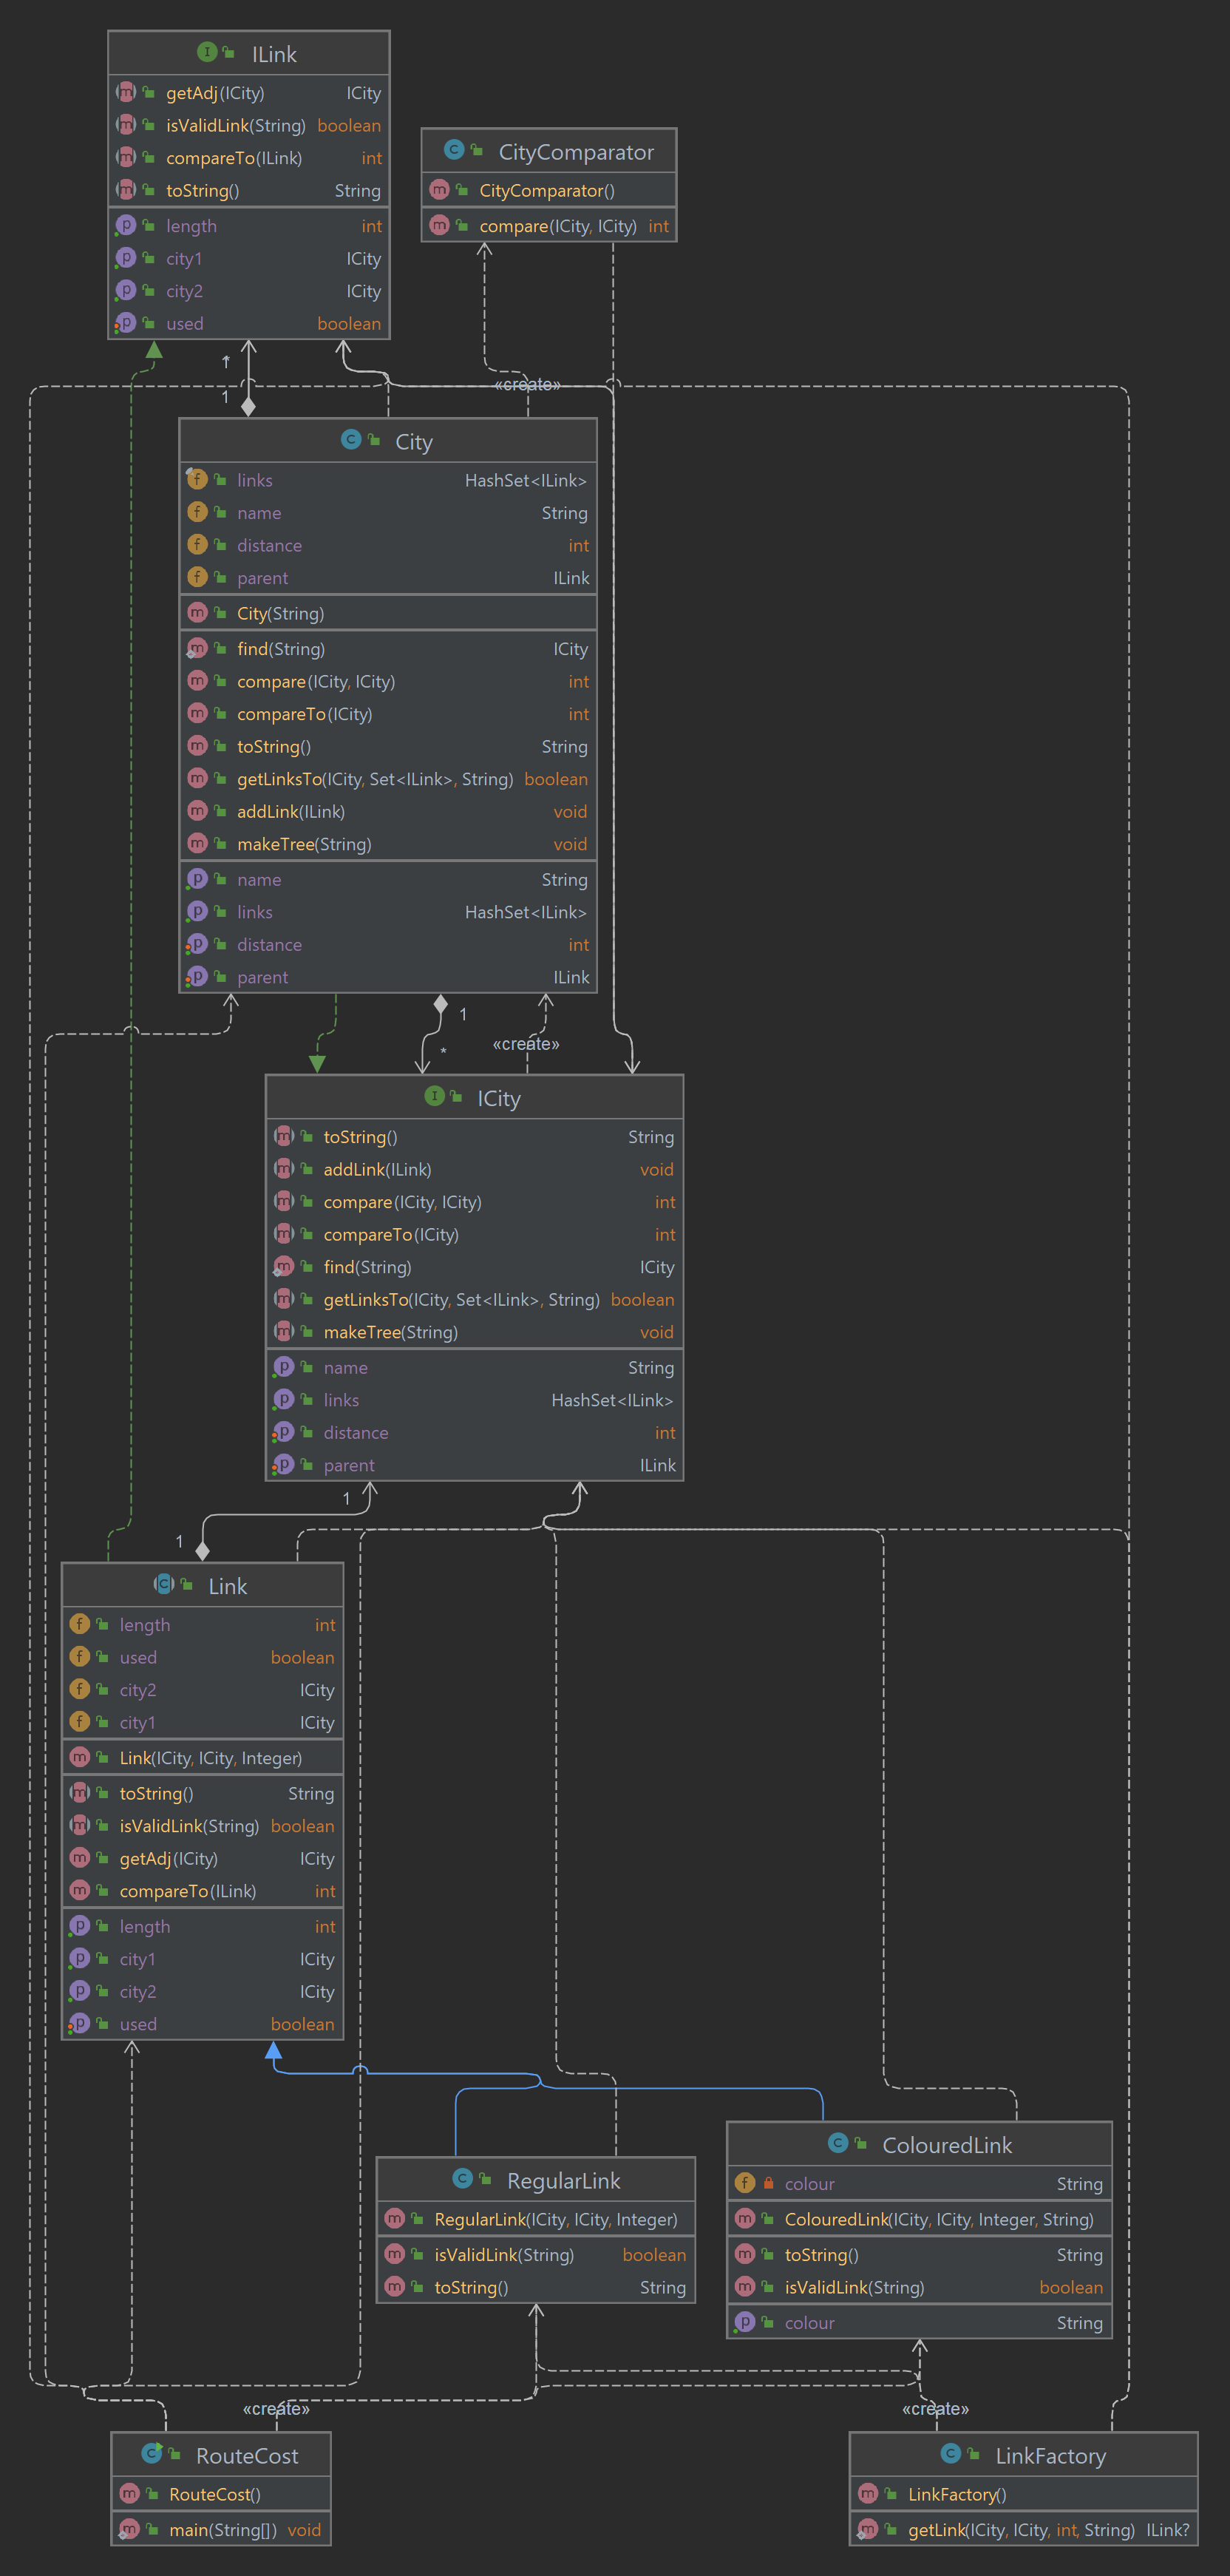 ILink
getAdj(ICity) ICity
isValidLink(String) boolean
compareTo(ILink) int
toString() String
length int
city1 ICity
city2 ICity
used boolean
CityComparator
CityComparator()
compare(ICity, ICity) int
*
1
«create»
City
links HashSet<ILink>
name String
distance int
parent ILink
City(String)
find(String) ICity
compare(ICity, ICity) int
compareTo(ICity) int
toString() String
getLinksTo(ICity, Set<ILink>, String) boolean
addLink(ILink) void
makeTree(String) void
name String
links HashSet<ILink>
distance int
parent ILink
1
*
«create»
ICity
toString() String
addLink(ILink) void
compare(ICity, ICity) int
compareTo(ICity) int
find(String) ICity
getLinksTo(ICity, Set<ILink>, String) boolean
makeTree(String) void
name String
links HashSet<ILink>
distance int
parent ILink
1
1
Link
length int
used boolean
city2 ICity
city1 ICity
Link(ICity, ICity, Integer)
toString() String
isValidLink(String) boolean
getAdj(ICity) ICity
compareTo(ILink) int
length int
city1 ICity
city2 ICity
used boolean
RegularLink
RegularLink(ICity, ICity, Integer)
isValidLink(String) boolean
toString() String
ColouredLink
colour String
ColouredLink(ICity, ICity, Integer, String)
toString() String
isValidLink(String) boolean
colour String
«create»
«create»
RouteCost
RouteCost()
main(String[]) void
LinkFactory
LinkFactory()
getLink(ICity, ICity, int, String) ILink?